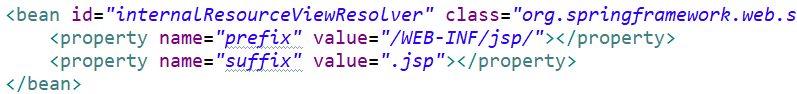 <bean id="internalResourceViewResolver" class="org.springframework.web.s
<property name="prefix" value="/WEB-INF/jsp/"></property>
<property name="suffix" value=".jsp"></property>
</bean>